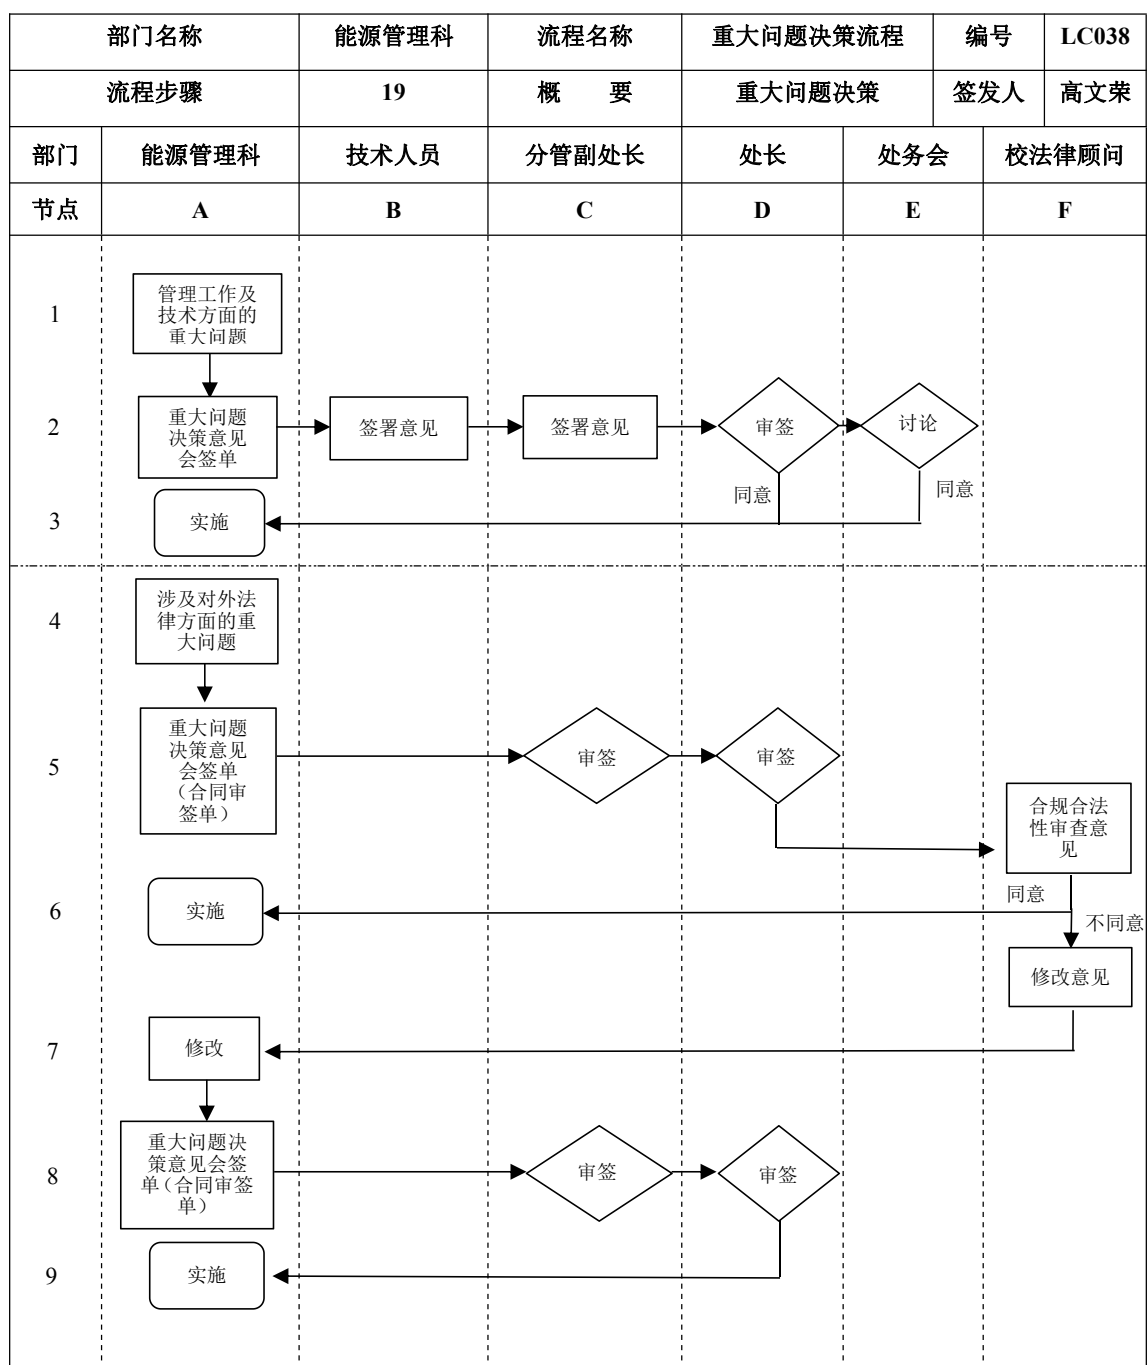 部门名称 能源管理科 流程名称 重大问题决策流程 编号 LC038
流程步骤 19 概 要 重大问题决策 签发人 高文荣
部门 能源管理科 技术人员 分管副处长 处长 处务会 校法律顾问
节点 A B C D E F
1
管理工作及
技术方面的
重大问题
2
重大问题
决策意见
会签单
签署意见
签署意见
审签
讨论
同意
同意
3
实施
4
涉及对外法
律方面的重
大问题
5
重大问题
决策意见
会签单
（合同审
签单）
审签
审签
合规合法
性审查意
见
同意
6
实施
不同意
修改意见
7
修改
8
重大问题决
策意见会签
单（合同审签
单）
审签
审签
9
实施